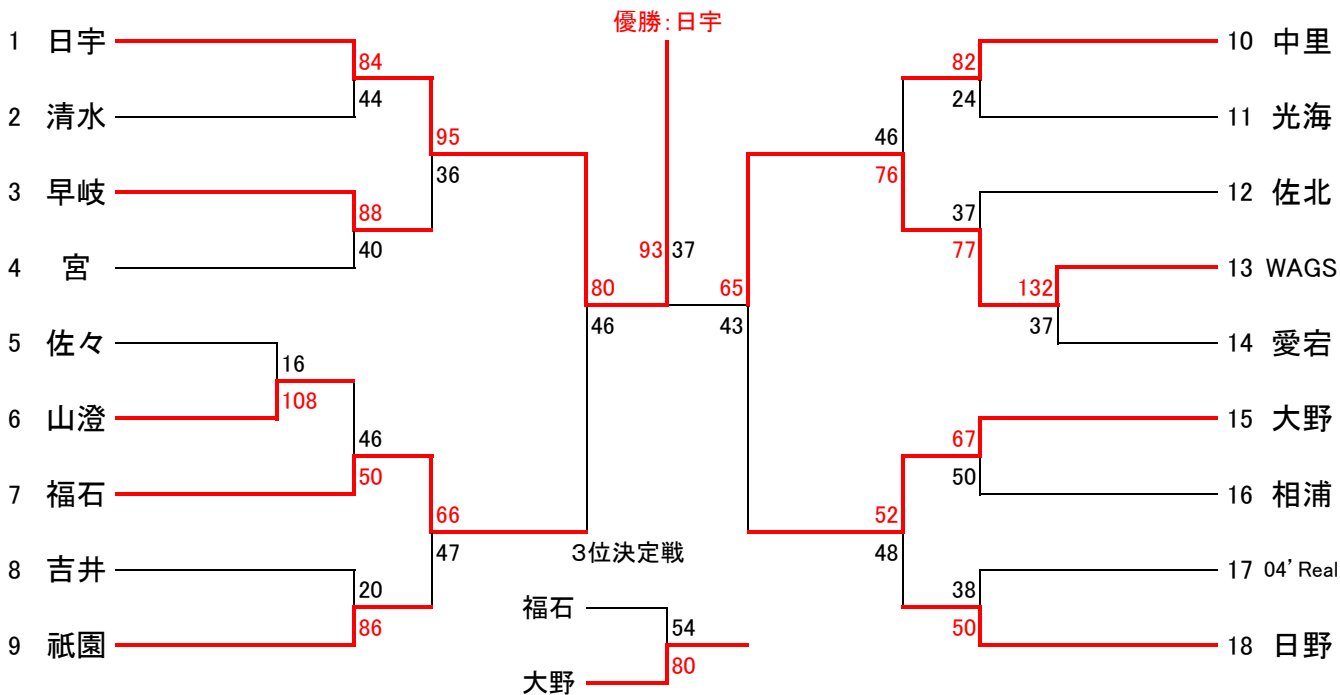 優勝:日宇
1 日宇
84
44
2 清水
95
36
3 早岐
88
40
4 宮
80
46
5 佐々
16
108
6 山澄
46
50
7 福石
66
47
8 吉井
20
86
9 祇園
93 37
3位決定戦
福石
54
80
大野
10 中里
82
24
11 光海
46
76
12 佐北
37
77
13 WAGS
132
37
14 愛宕
65
43
15 大野
67
50
16 相浦
52
48
17 04’Real
38
50
18 日野